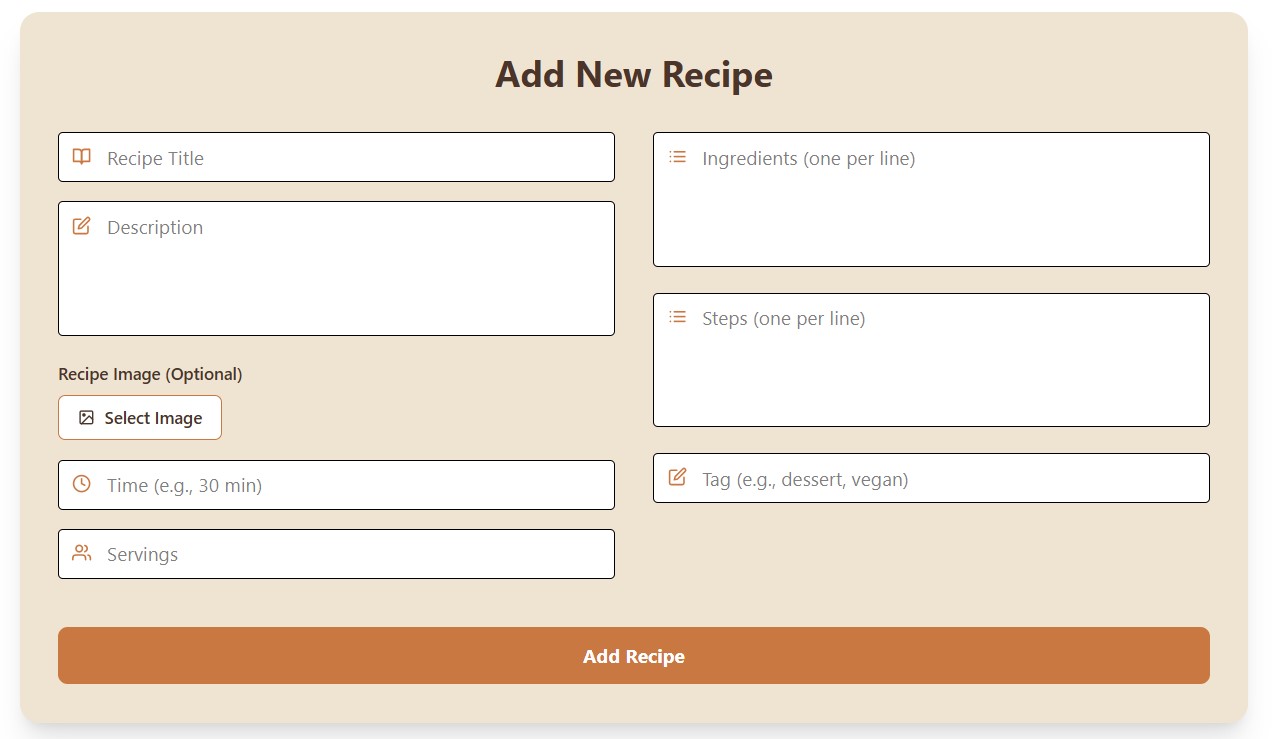 Add New Recipe
Recipe Title
Description
Recipe Image (Optional)
Select Image
Time (e.g., 30 min)
Servings
Ingredients (one per line)
Steps (one per line)
Tag (e.g., dessert, vegan)
Add Recipe